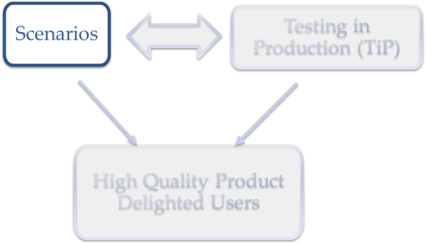 Scenarios
Testing in
Production (TiP)
High Quality Product
Delighted Users